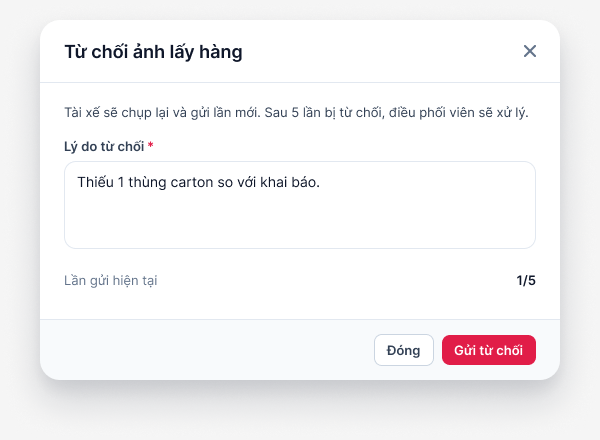 Từ chối ảnh lấy hàng
Tài xế sẽ chụp lại và gửi lần mới. Sau 5 lần bị từ chối, điều phối viên sẽ xử lý.
Lý do từ chối *
Thiếu 1 thùng carton so với khai báo.
Lần gửi hiện tại 1/5
Đóng Gửi từ chối